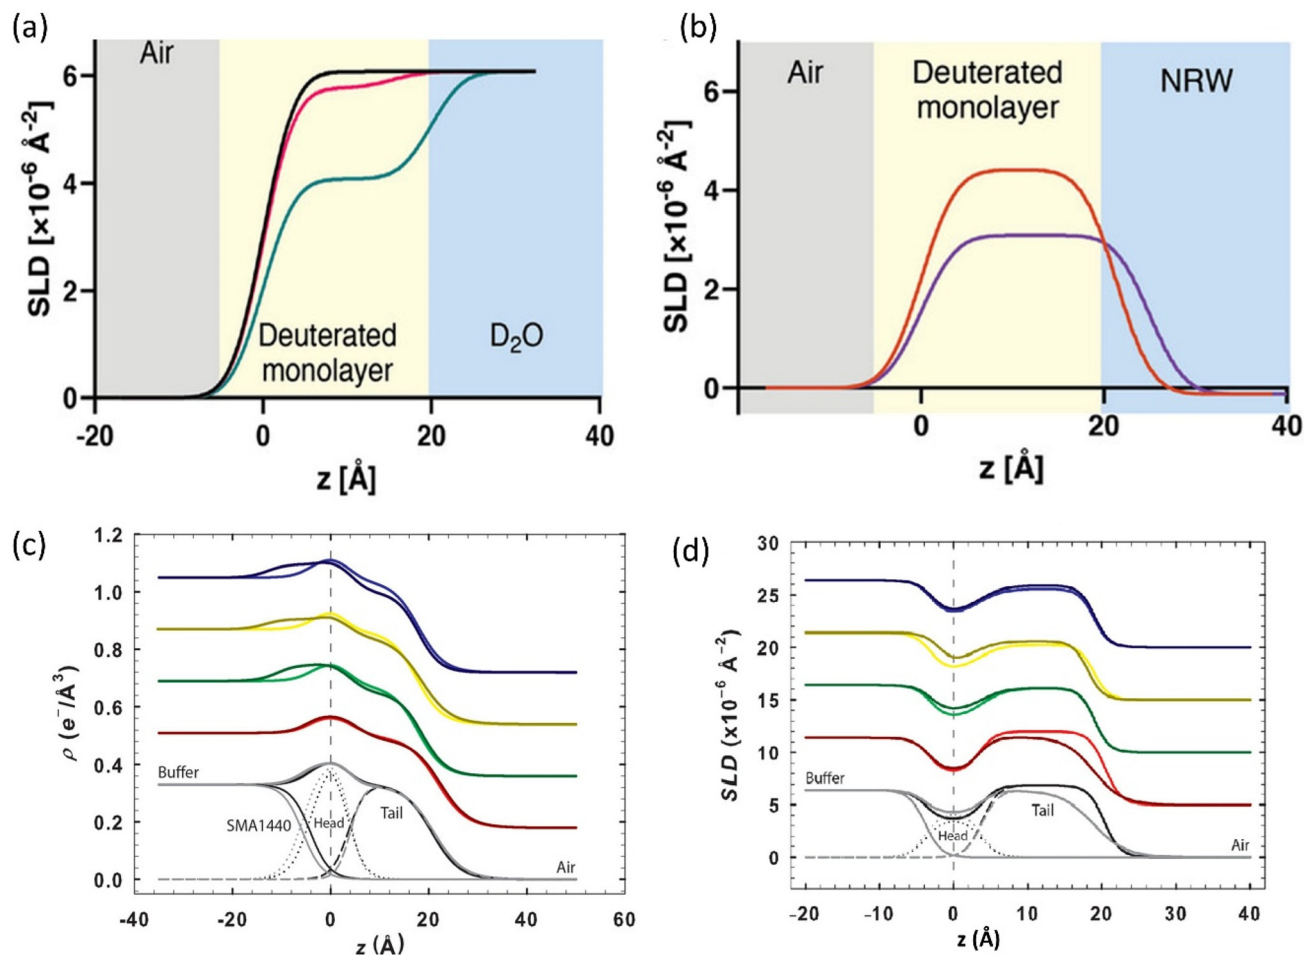 (a)
Air
6
4
2
0
SLD [×10⁻⁶ Å⁻²]
Deuterated
monolayer
D₂O
-20
0
20
40
z [Å]
(b)
Air
Deuterated
monolayer
NRW
6
4
2
0
SLD [×10⁻⁶ Å⁻²]
0
20
40
z [Å]
(c)
1.2
1.0
0.8
0.6
0.4
0.2
0.0
ρ (e⁻/Å³)
Buffer
SMA1440
Head
Tail
Air
-40
-20
0
20
40
60
z (Å)
(d)
30
25
20
15
10
5
0
SLD (×10⁻⁶ Å⁻²)
Buffer
Head
Tail
Air
−20
−10
0
10
20
30
40
z (Å)